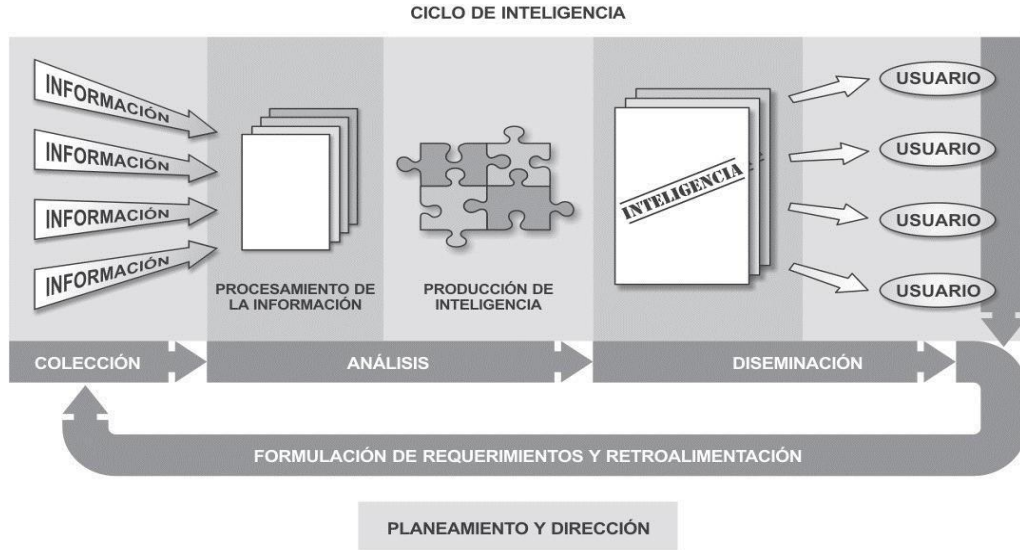 CICLO DE INTELIGENCIA
INFORMACIÓN
INFORMACIÓN
INFORMACIÓN
INFORMACIÓN
PROCESAMIENTO DE
LA INFORMACIÓN
PRODUCCIÓN DE
INTELIGENCIA
INTELIGENCIA
USUARIO
USUARIO
USUARIO
USUARIO
COLECCIÓN
ANÁLISIS
DISEMINACIÓN
FORMULACIÓN DE REQUERIMIENTOS Y RETROALIMENTACIÓN
PLANEAMIENTO Y DIRECCIÓN